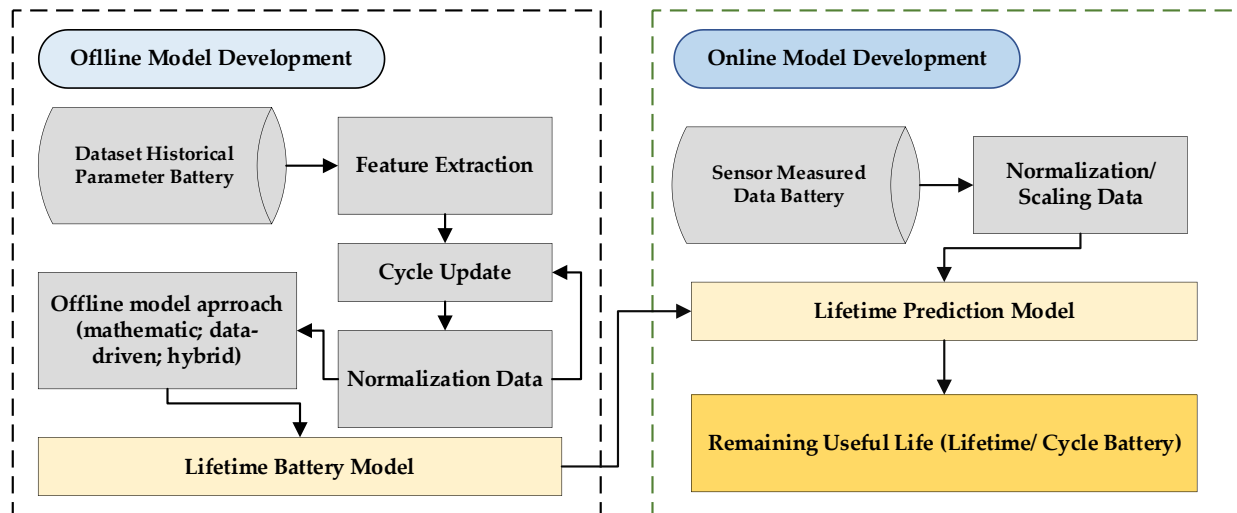 Oflline Model Development
Dataset Historical
Parameter Battery
Feature Extraction
Cycle Update
Offline model aprroach
(mathematic; data-
driven; hybrid)
Normalization Data
Lifetime Battery Model
Online Model Development
Sensor Measured
Data Battery
Normalization/
Scaling Data
Lifetime Prediction Model
Remaining Useful Life (Lifetime/ Cycle Battery)